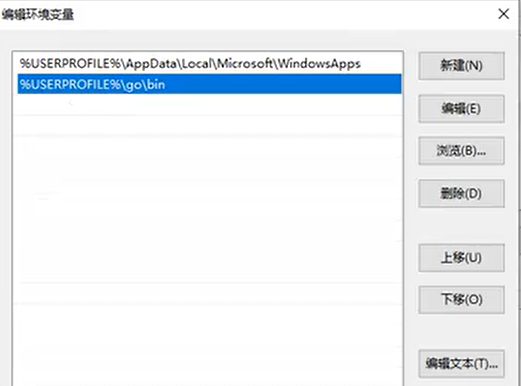 编辑环境变量
%USERPROFILE%\AppData\Local\Microsoft\WindowsApps
%USERPROFILE%\go\bin
新建(N)
编辑(E)
浏览(B)...
删除(D)
上移(U)
下移(O)
编辑文本(T)...